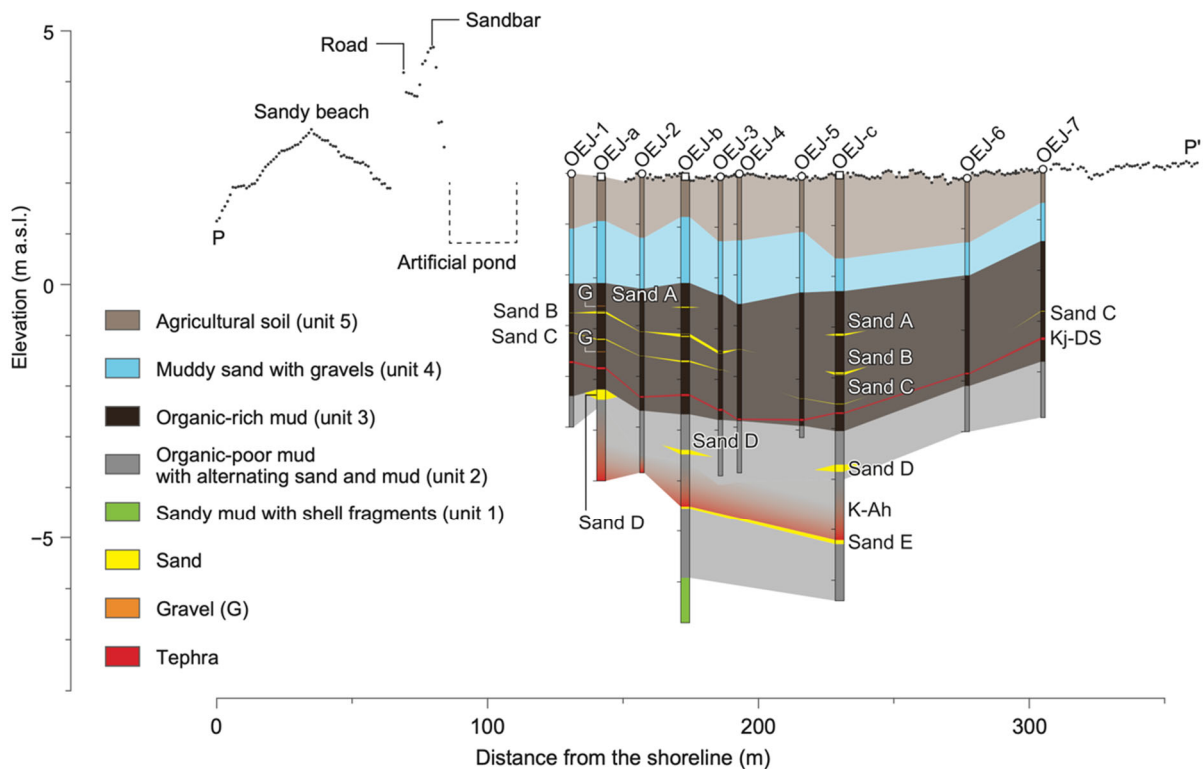 5
0
−5
Elevation (m a.s.l.)
Sandbar
Road
Sandy beach
P
Artificial pond
OEJ-1
OEJ-a
OEJ-2
OEJ-b
OEJ-3
OEJ-4
OEJ-5
OEJ-c
OEJ-6
OEJ-7
P'
G
Sand A
Sand B
Sand C
G
Sand A
Sand B
Sand C
Sand C
Kj-DS
Sand D
Sand D
Sand D
K-Ah
Sand E
Agricultural soil (unit 5)
Muddy sand with gravels (unit 4)
Organic-rich mud (unit 3)
Organic-poor mud
with alternating sand and mud (unit 2)
Sandy mud with shell fragments (unit 1)
Sand
Gravel (G)
Tephra
0
100
200
300
Distance from the shoreline (m)